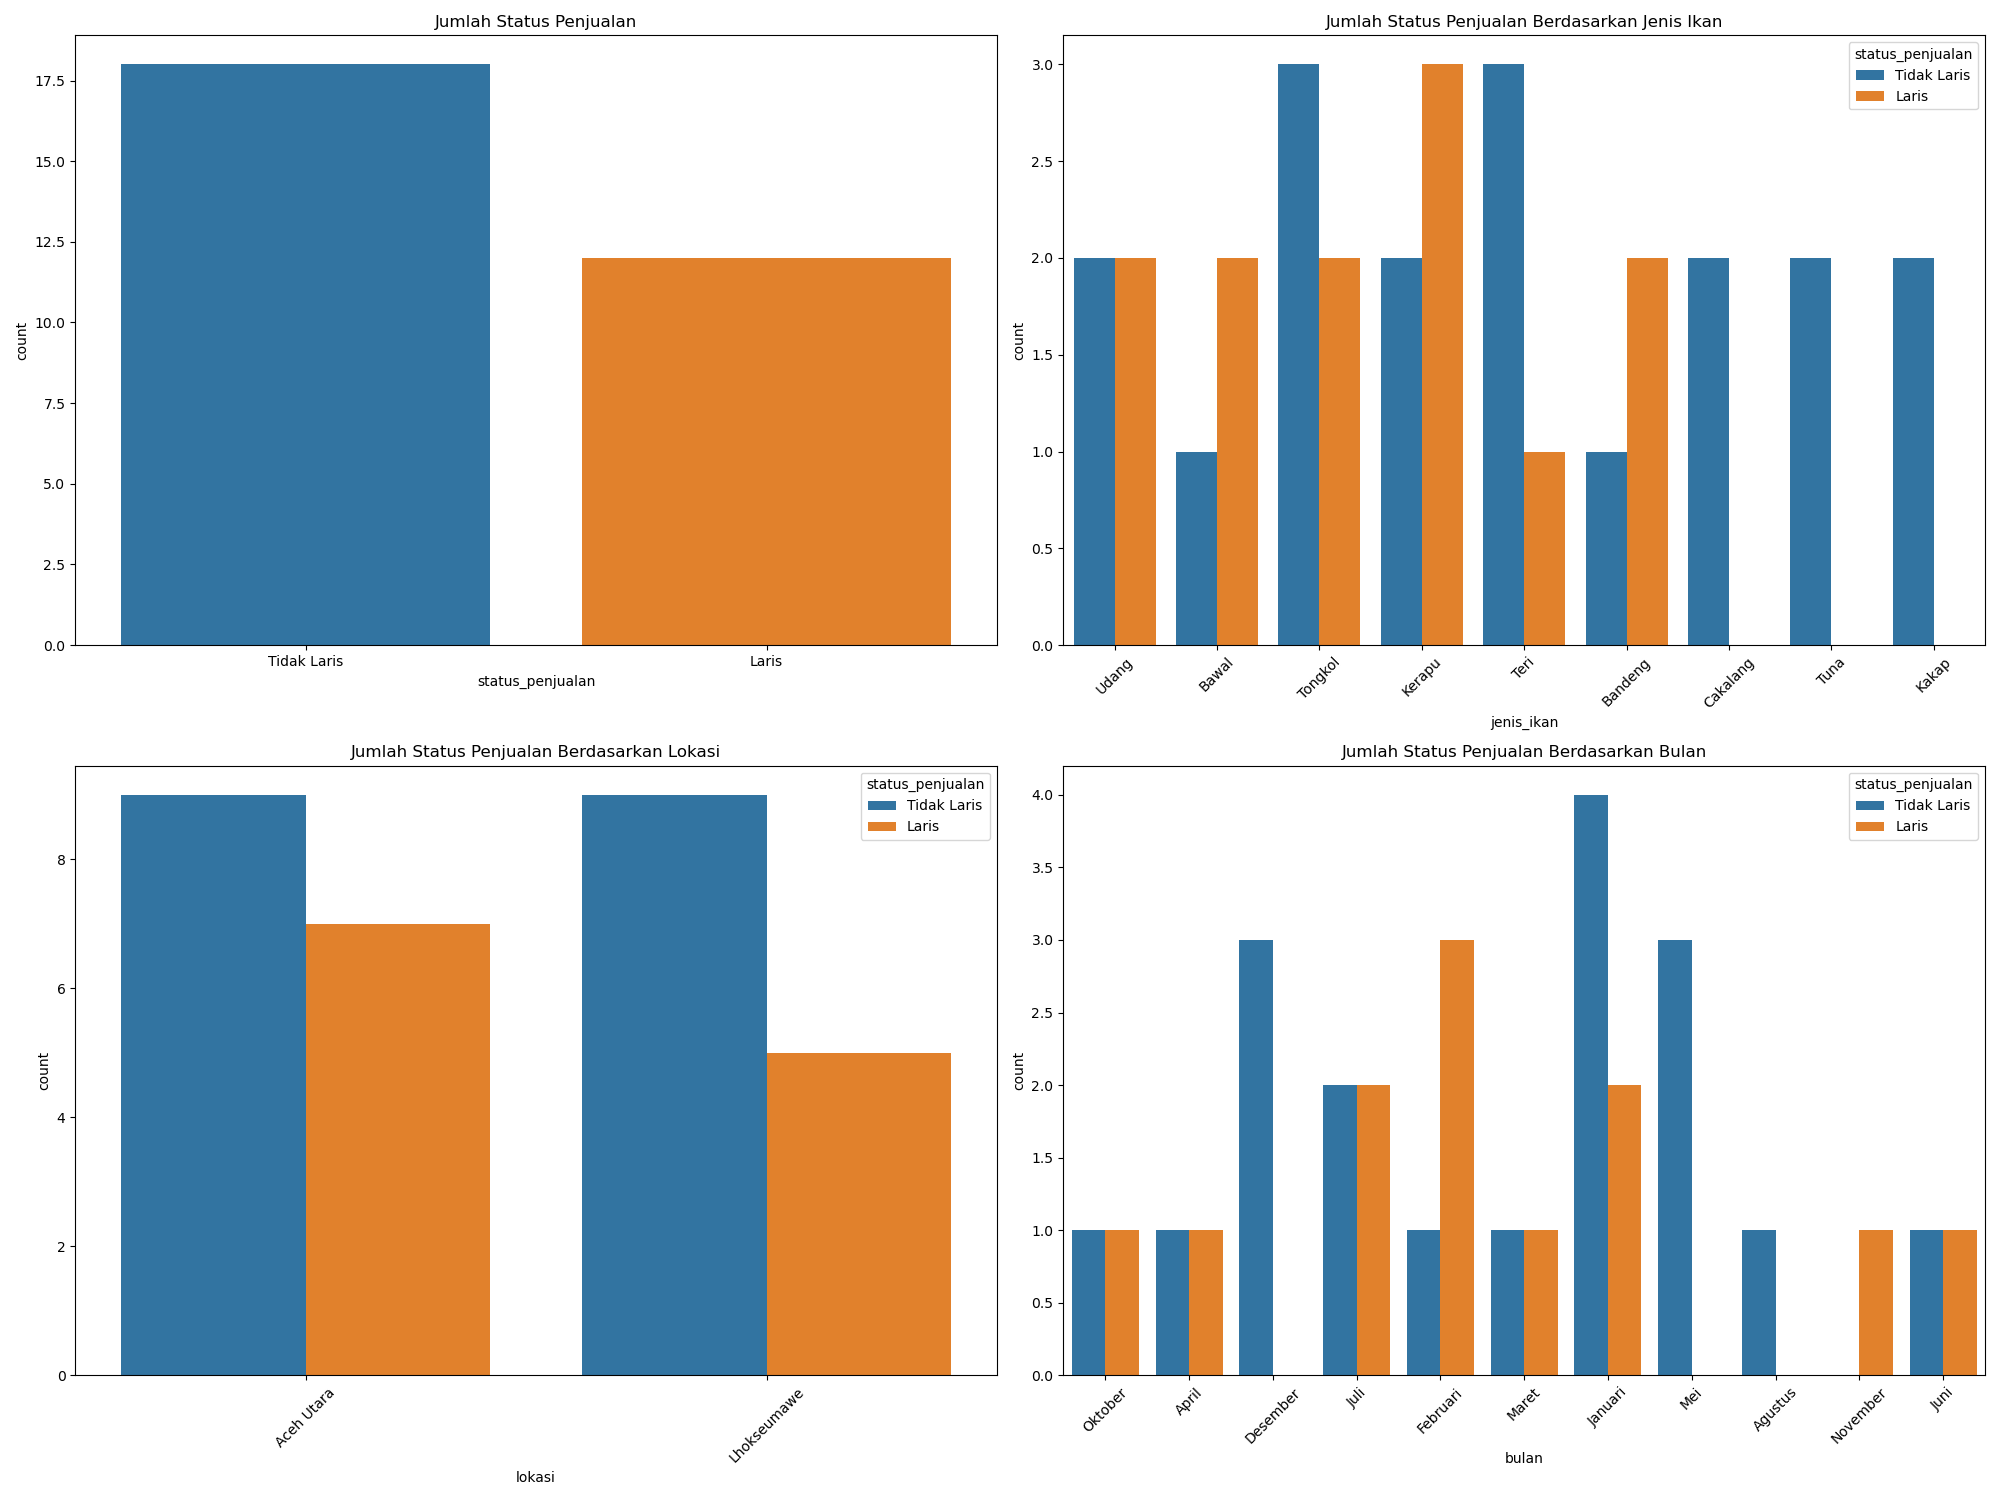 Jumlah Status Penjualan
17.5
15.0
12.5
10.0
7.5
5.0
2.5
0.0
count
Tidak Laris
Laris
status_penjualan
Jumlah Status Penjualan Berdasarkan Jenis Ikan
status_penjualan
Tidak Laris
Laris
3.0
2.5
2.0
1.5
1.0
0.5
0.0
count
Udang
Bawal
Tongkol
Kerapu
Teri
Bandeng
Cakalang
Tuna
Kakap
jenis_ikan
Jumlah Status Penjualan Berdasarkan Lokasi
status_penjualan
Tidak Laris
Laris
8
6
4
2
0
count
Aceh Utara
Lhokseumawe
lokasi
Jumlah Status Penjualan Berdasarkan Bulan
status_penjualan
Tidak Laris
Laris
4.0
3.5
3.0
2.5
2.0
1.5
1.0
0.5
0.0
count
Oktober
April
Desember
Juli
Februari
Maret
Januari
Mei
Agustus
November
Juni
bulan